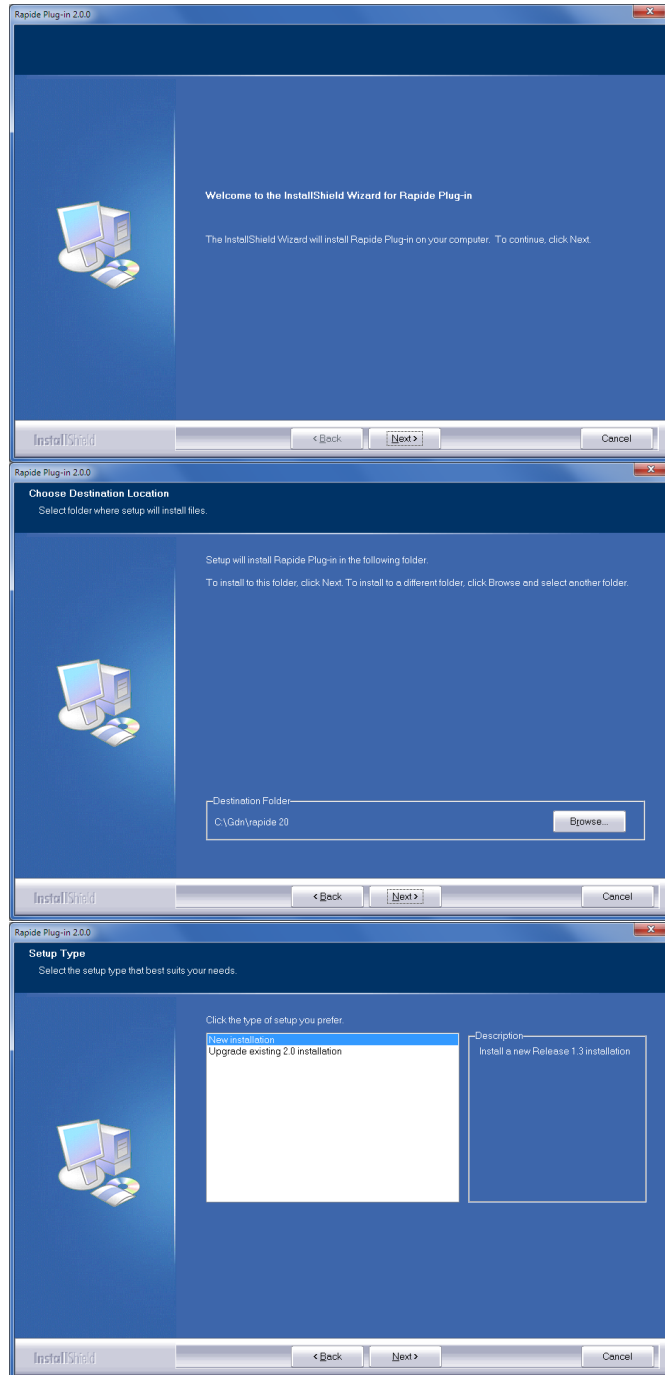 Rapide Plug-in 2.0.0
Welcome to the InstallShield Wizard for Rapide Plug-in
The InstallShield Wizard will install Rapide Plug-in on your computer. To continue, click Next.
InstallShield
< Back
Next >
Cancel
Rapide Plug-in 2.0.0
Choose Destination Location
Select folder where setup will install files.
Setup will install Rapide Plug-in in the following folder.
To install to this folder, click Next. To install to a different folder, click Browse and select another folder.
Destination Folder
C:\Gdn\rapide 20
Browse...
InstallShield
< Back
Next >
Cancel
Rapide Plug-in 2.0.0
Setup Type
Select the setup type that best suits your needs.
Click the type of setup you prefer.
New installation
Upgrade existing 2.0 installation
Description
Install a new Release 1.3 installation
InstallShield
< Back
Next >
Cancel